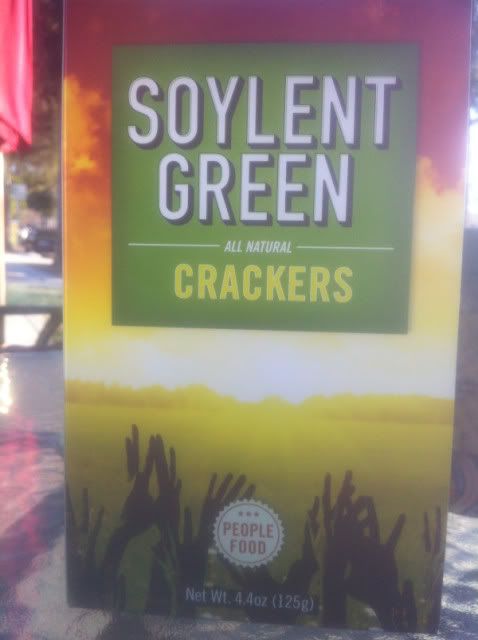 SOYLENT
GREEN
ALL NATURAL
CRACKERS
PEOPLE
FOOD
Net Wt. 4.4oz (125g)